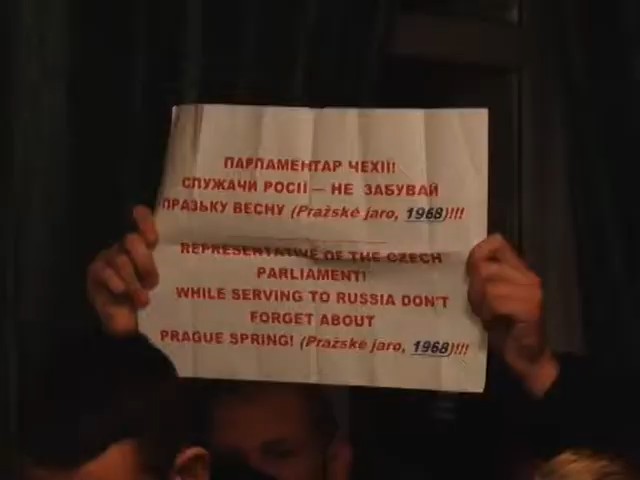 ПАРЛАМЕНТАР ЧЕХІЇ!
СЛУЖАЧИ РОСІЇ – НЕ ЗАБУВАЙ
ПРАЗЬКУ ВЕСНУ (Pražské jaro, 1968)!!!
REPRESENTATIVE OF THE CZECH
PARLIAMENT!
WHILE SERVING TO RUSSIA DON'T
FORGET ABOUT
PRAGUE SPRING! (Pražské jaro, 1968)!!!